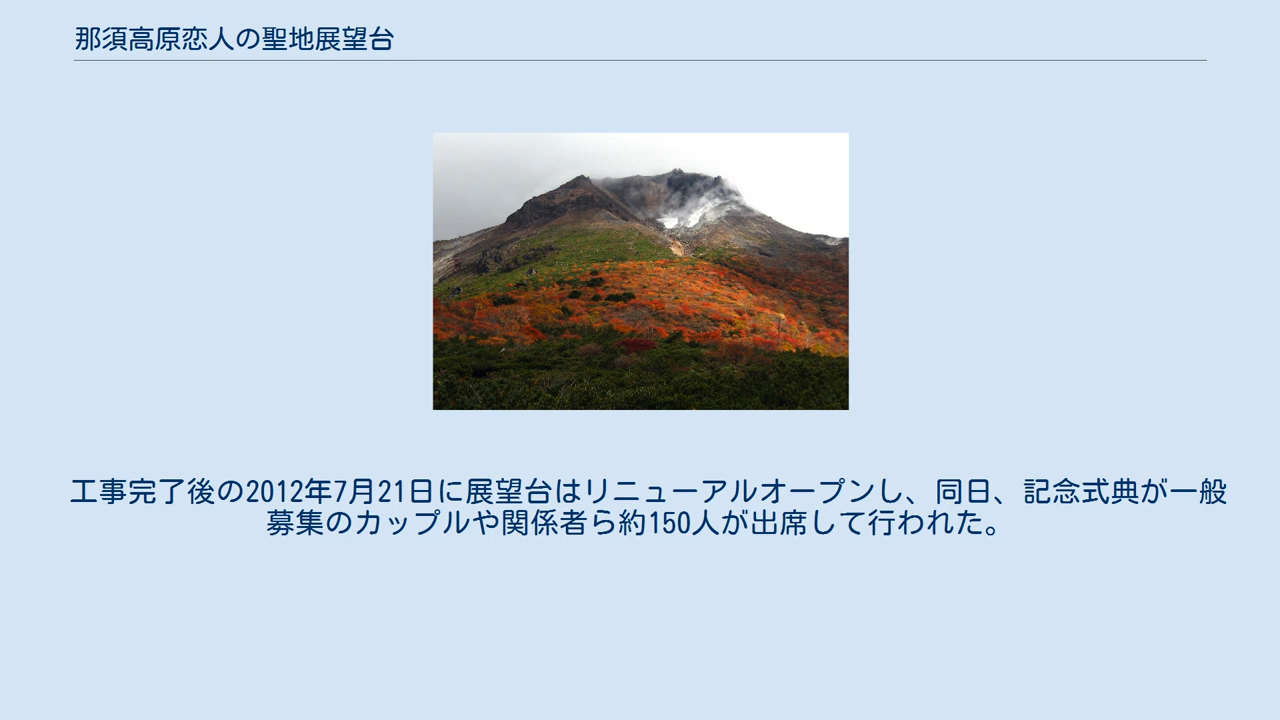 那須高原恋人の聖地展望台
工事完了後の2012年7月21日に展望台はリニューアルオープンし、同日、記念式典が一般
募集のカップルや関係者ら約150人が出席して行われた。